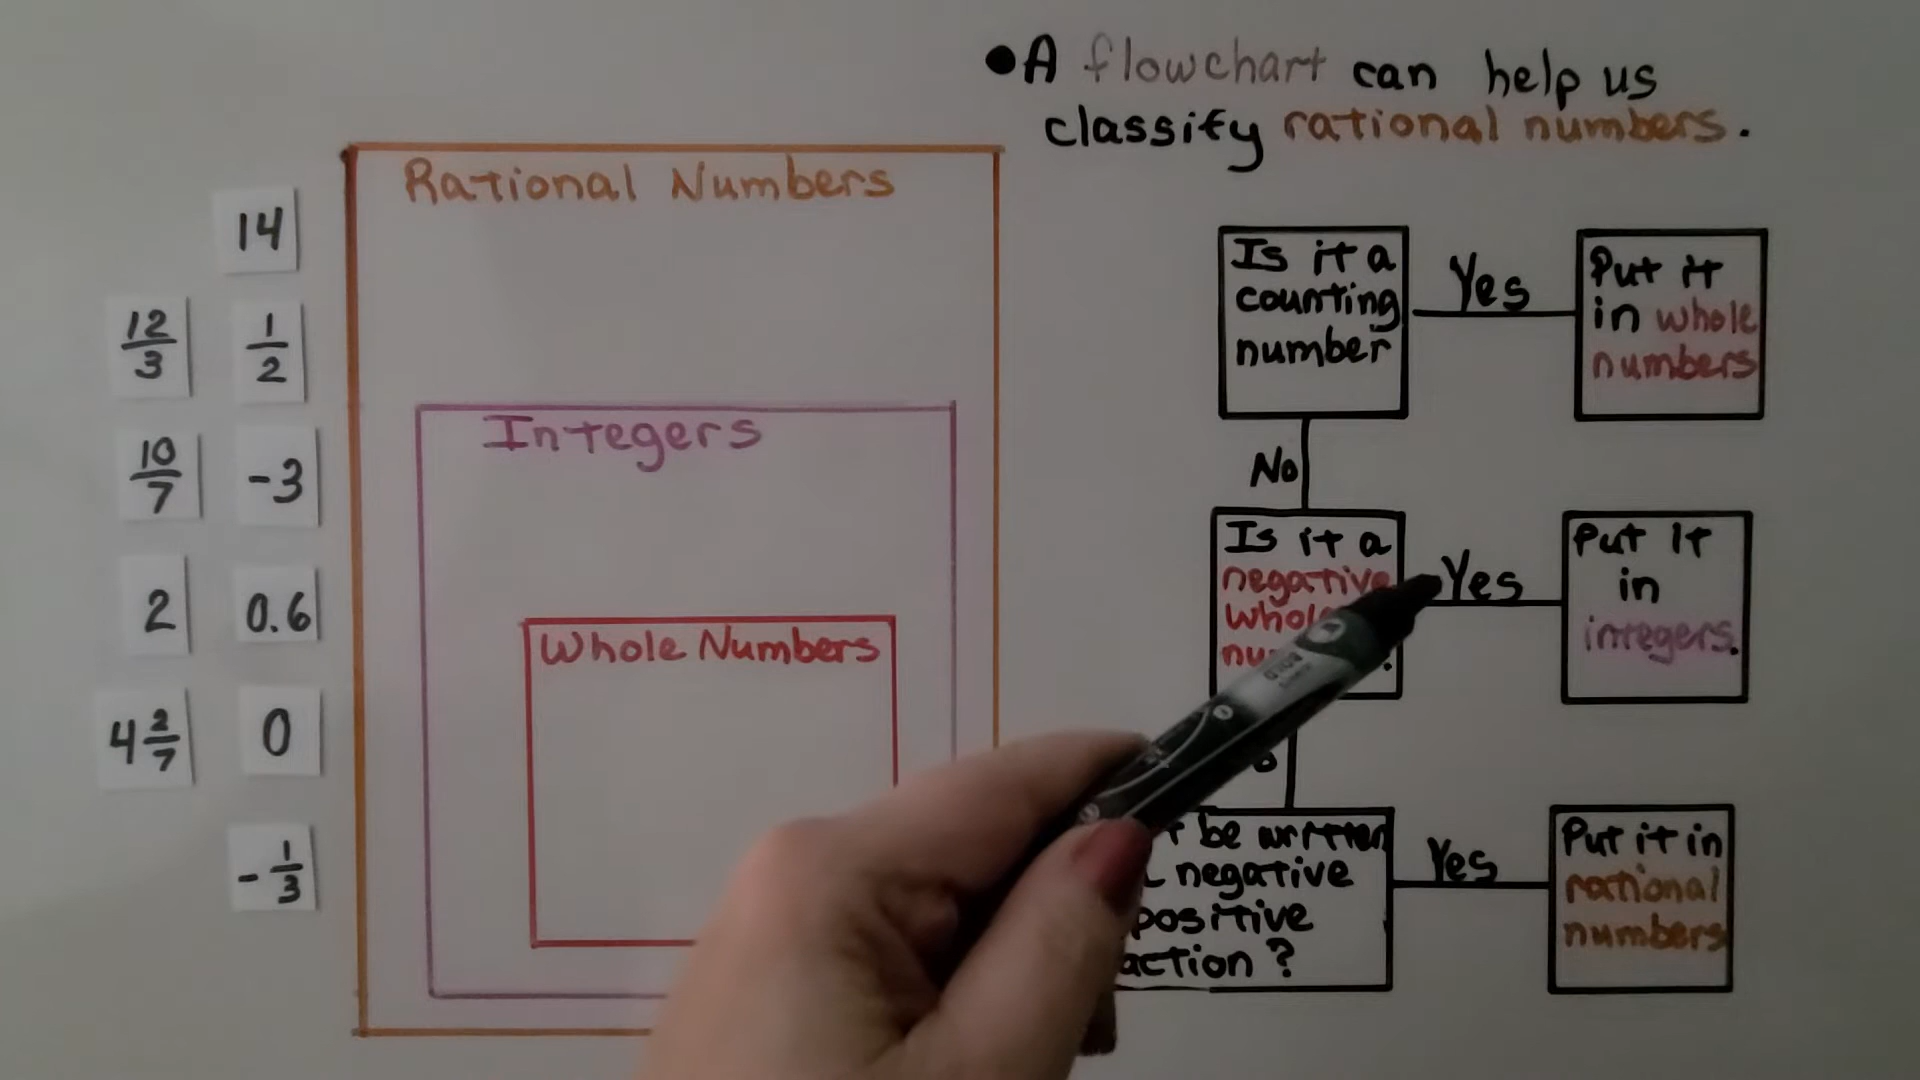 •A flowchart can help us
classify rational numbers.
Rational Numbers
Integers
Whole Numbers
14
12/3
1/2
10/7
-3
2
0.6
4 2/7
0
-1/3
Is it a
counting
number
Yes
Put it
in whole
numbers
No
Is it a
negative
Yes
Put it
in
integers.
be written
negative
positive
?
Yes
Put it in
rational
numbers